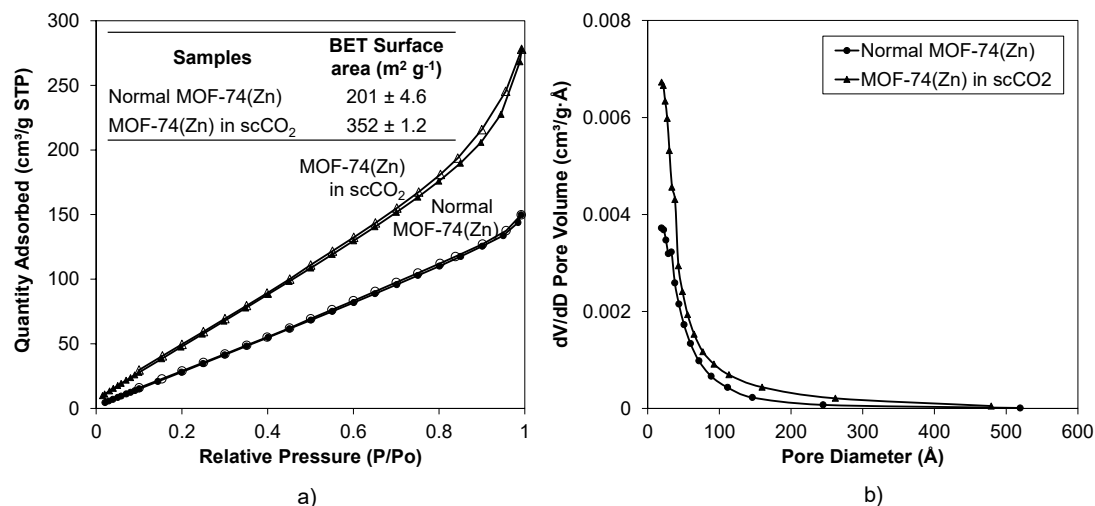 300
250
200
150
100
50
0
Quantity Adsorbed (cm³/g STP)
Samples BET Surface area (m² g⁻¹)
Normal MOF-74(Zn) 201 ± 4.6
MOF-74(Zn) in scCO₂ 352 ± 1.2
MOF-74(Zn)
in scCO₂
Normal
MOF-74(Zn)
0 0.2 0.4 0.6 0.8 1
Relative Pressure (P/Po)
a)
0.008
0.006
0.004
0.002
0
dV/dD Pore Volume (cm³/g·Å)
Normal MOF-74(Zn)
MOF-74(Zn) in scCO2
0 100 200 300 400 500 600
Pore Diameter (Å)
b)